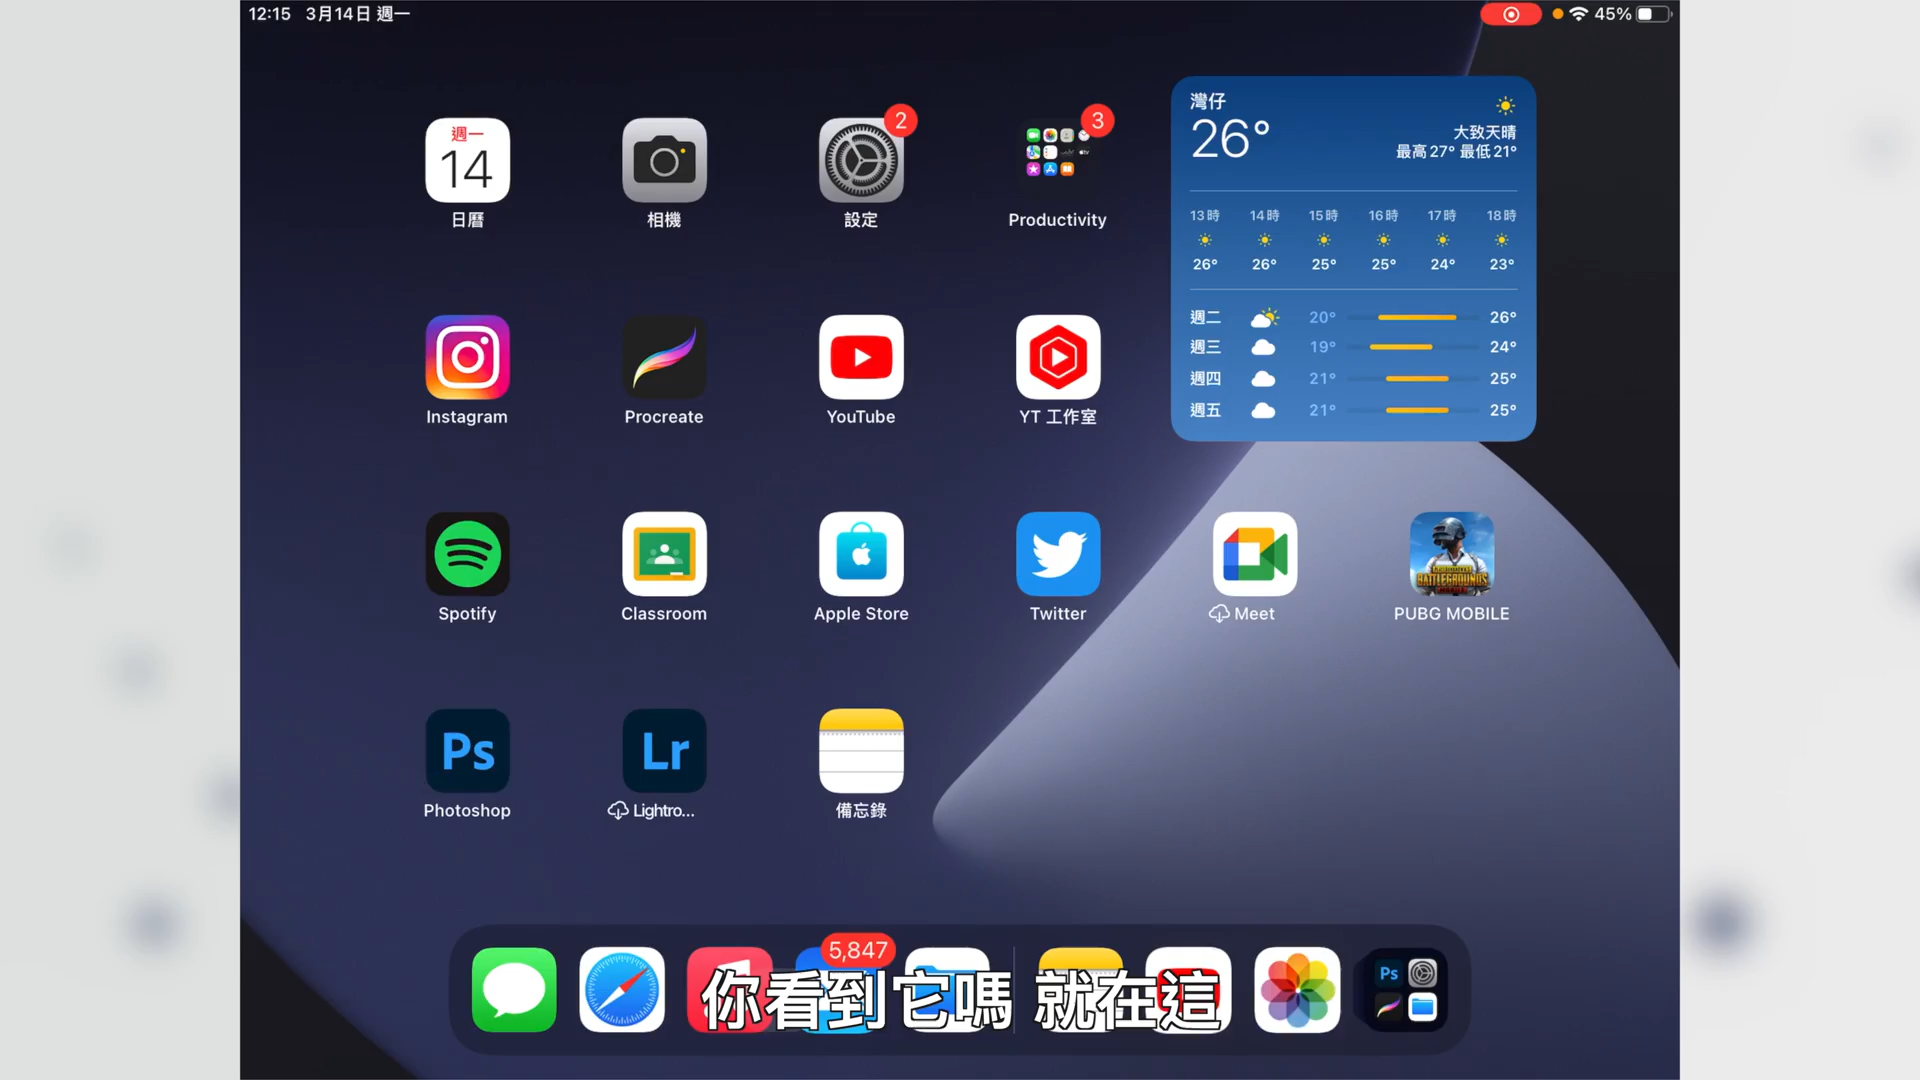 12:15 3月14日 週一
45%
週一
14
日曆
相機
2
設定
3
Productivity
灣仔
26°
大致天晴
最高27° 最低21°
13時 14時 15時 16時 17時 18時
26° 26° 25° 25° 24° 23°
週二 20° 26°
週三 19° 24°
週四 21° 25°
週五 21° 25°
Instagram
Procreate
YouTube
YT 工作室
Spotify
Classroom
Apple Store
Twitter
Meet
BATTLEGROUNDS
PUBG MOBILE
Ps
Photoshop
Lr
Lightro...
備忘錄
5,847
Ps
你看到它嗎 就在這